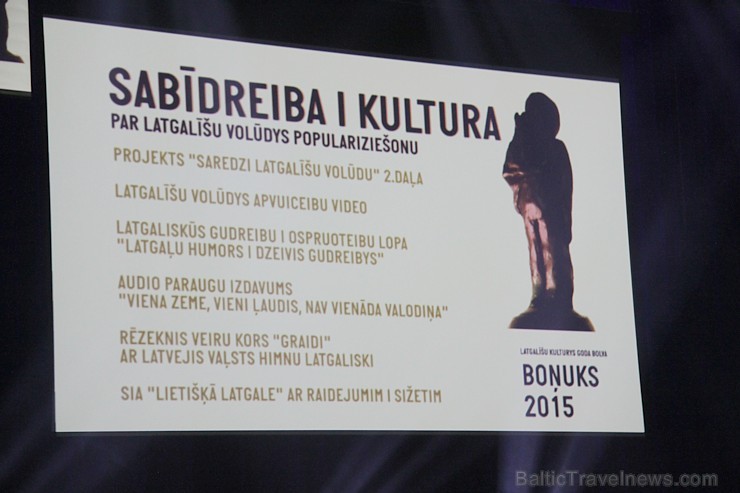 SABĪDREIBA I KULTURA
PAR LATGALĪŠU VOLŪDYS POPULARIZIEŠONU
PROJEKTS "SAREDZI LATGALĪŠU VOLŪDU" 2.DAĻA
LATGALĪŠU VOLŪDYS APVUICEIBU VIDEO
LATGALISKŪS GUDREIBU I OSPRUOTEIBU LOPA
"LATGAĻU HUMORS I DZEIVIS GUDREIBYS"
AUDIO PARAUGU IZDAVUMS
"VIENA ZEME, VIENI ĻAUDIS, NAV VIENĀDA VALODIŅA"
RĒZEKNIS VEIRU KORS "GRAIDI"
AR LATVEJIS VAĻSTS HIMNU LATGALISKI
SIA "LIETIŠĶĀ LATGALE" AR RAIDEJUMIM I SIŽETIM
LATGALĪŠU KULTURYS GODA BOLVA
BOŅUKS
2015
BalticTravelnews.com